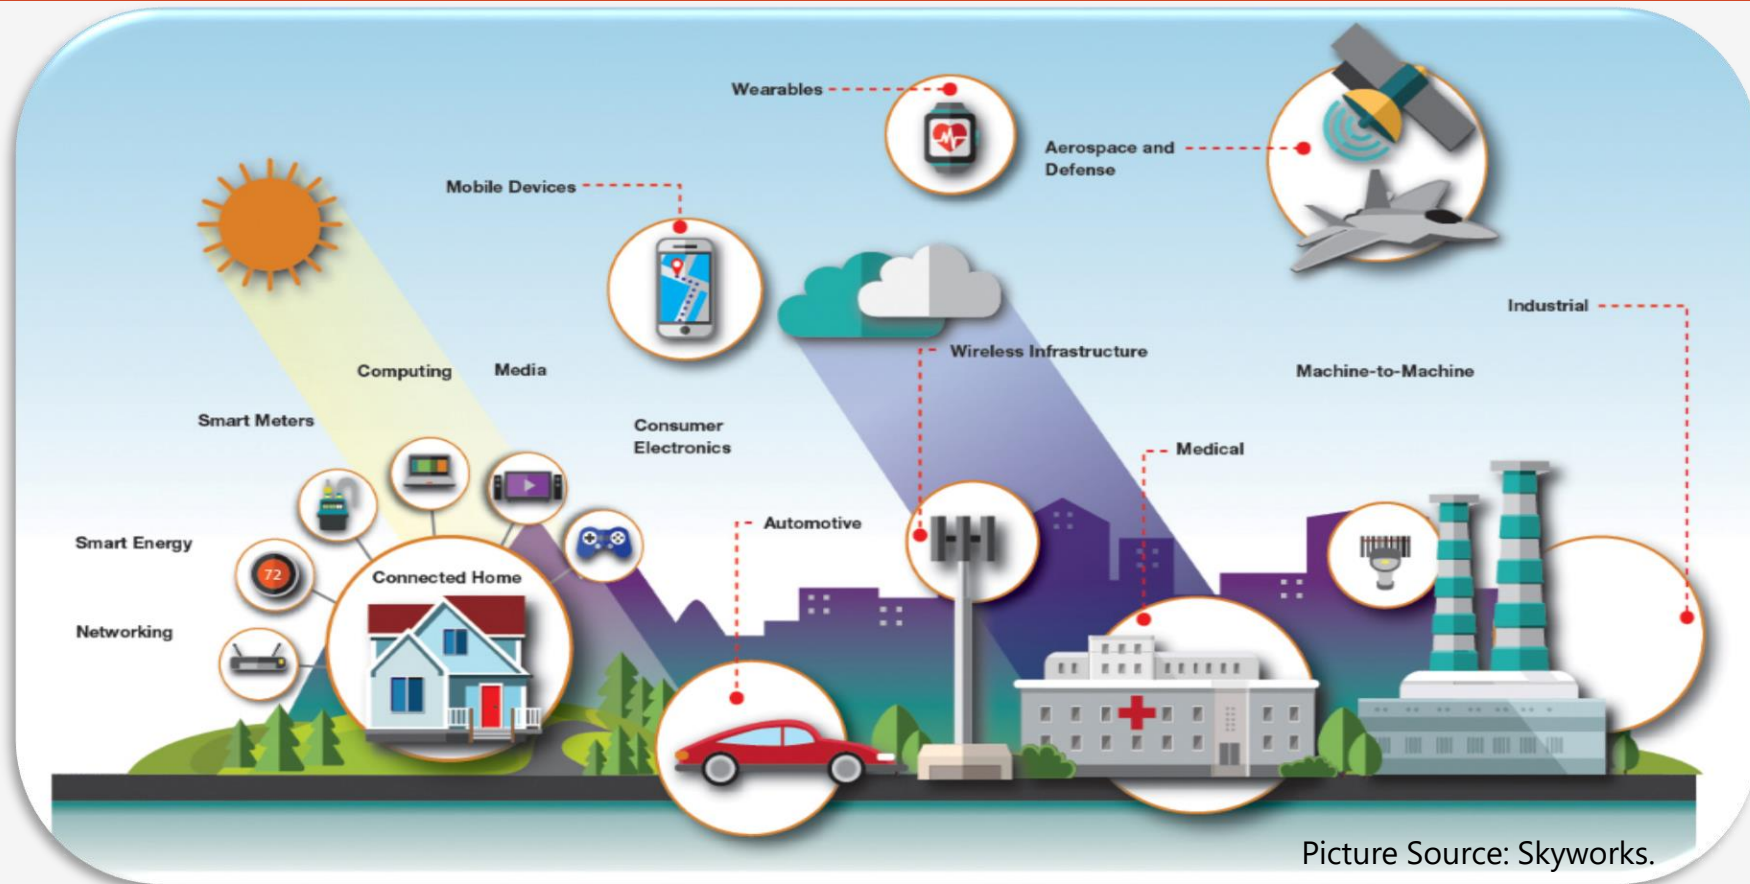 Wearables
Aerospace and
Defense
Mobile Devices
Industrial
Wireless Infrastructure
Computing
Media
Machine-to-Machine
Smart Meters
Consumer
Electronics
Medical
Automotive
Smart Energy
72
Connected Home
Networking
Picture Source: Skyworks.